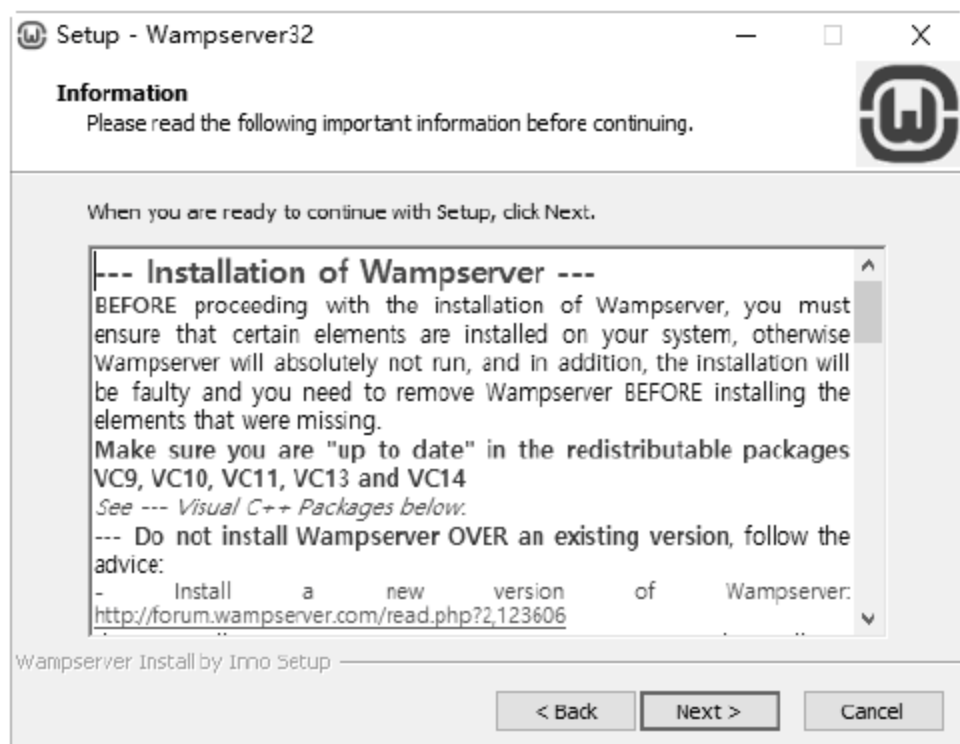 Setup - Wampserver32
Information
Please read the following important information before continuing.
When you are ready to continue with Setup, click Next.
--- Installation of Wampserver ---
BEFORE proceeding with the installation of Wampserver, you must
ensure that certain elements are installed on your system, otherwise
Wampserver will absolutely not run, and in addition, the installation will
be faulty and you need to remove Wampserver BEFORE installing the
elements that were missing.
Make sure you are "up to date" in the redistributable packages
VC9, VC10, VC11, VC13 and VC14
See --- Visual C++ Packages below.
--- Do not install Wampserver OVER an existing version, follow the
advice:
- Install a new version of Wampserver:
http://forum.wampserver.com/read.php?2,123606
Wampserver Install by Inno Setup
< Back
Next >
Cancel